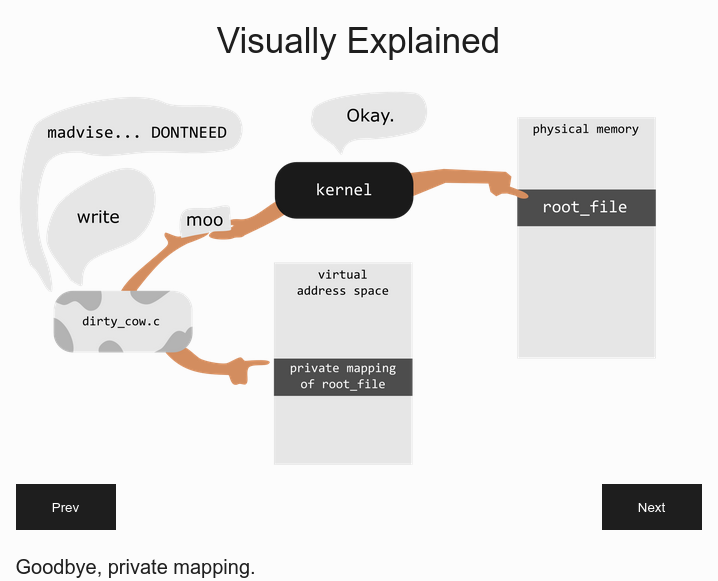 Visually Explained
madvise... DONTNEED
Okay.
physical memory
write
moo
kernel
root_file
virtual
address space
dirty_cow.c
private mapping
of root_file
Prev
Next
Goodbye, private mapping.